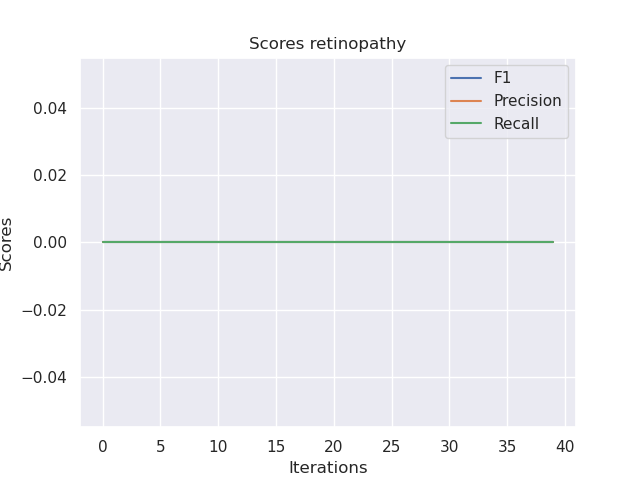 Scores retinopathy
F1
Precision
Recall
0.04
0.02
0.00
−0.02
−0.04
Scores
0 5 10 15 20 25 30 35 40
Iterations